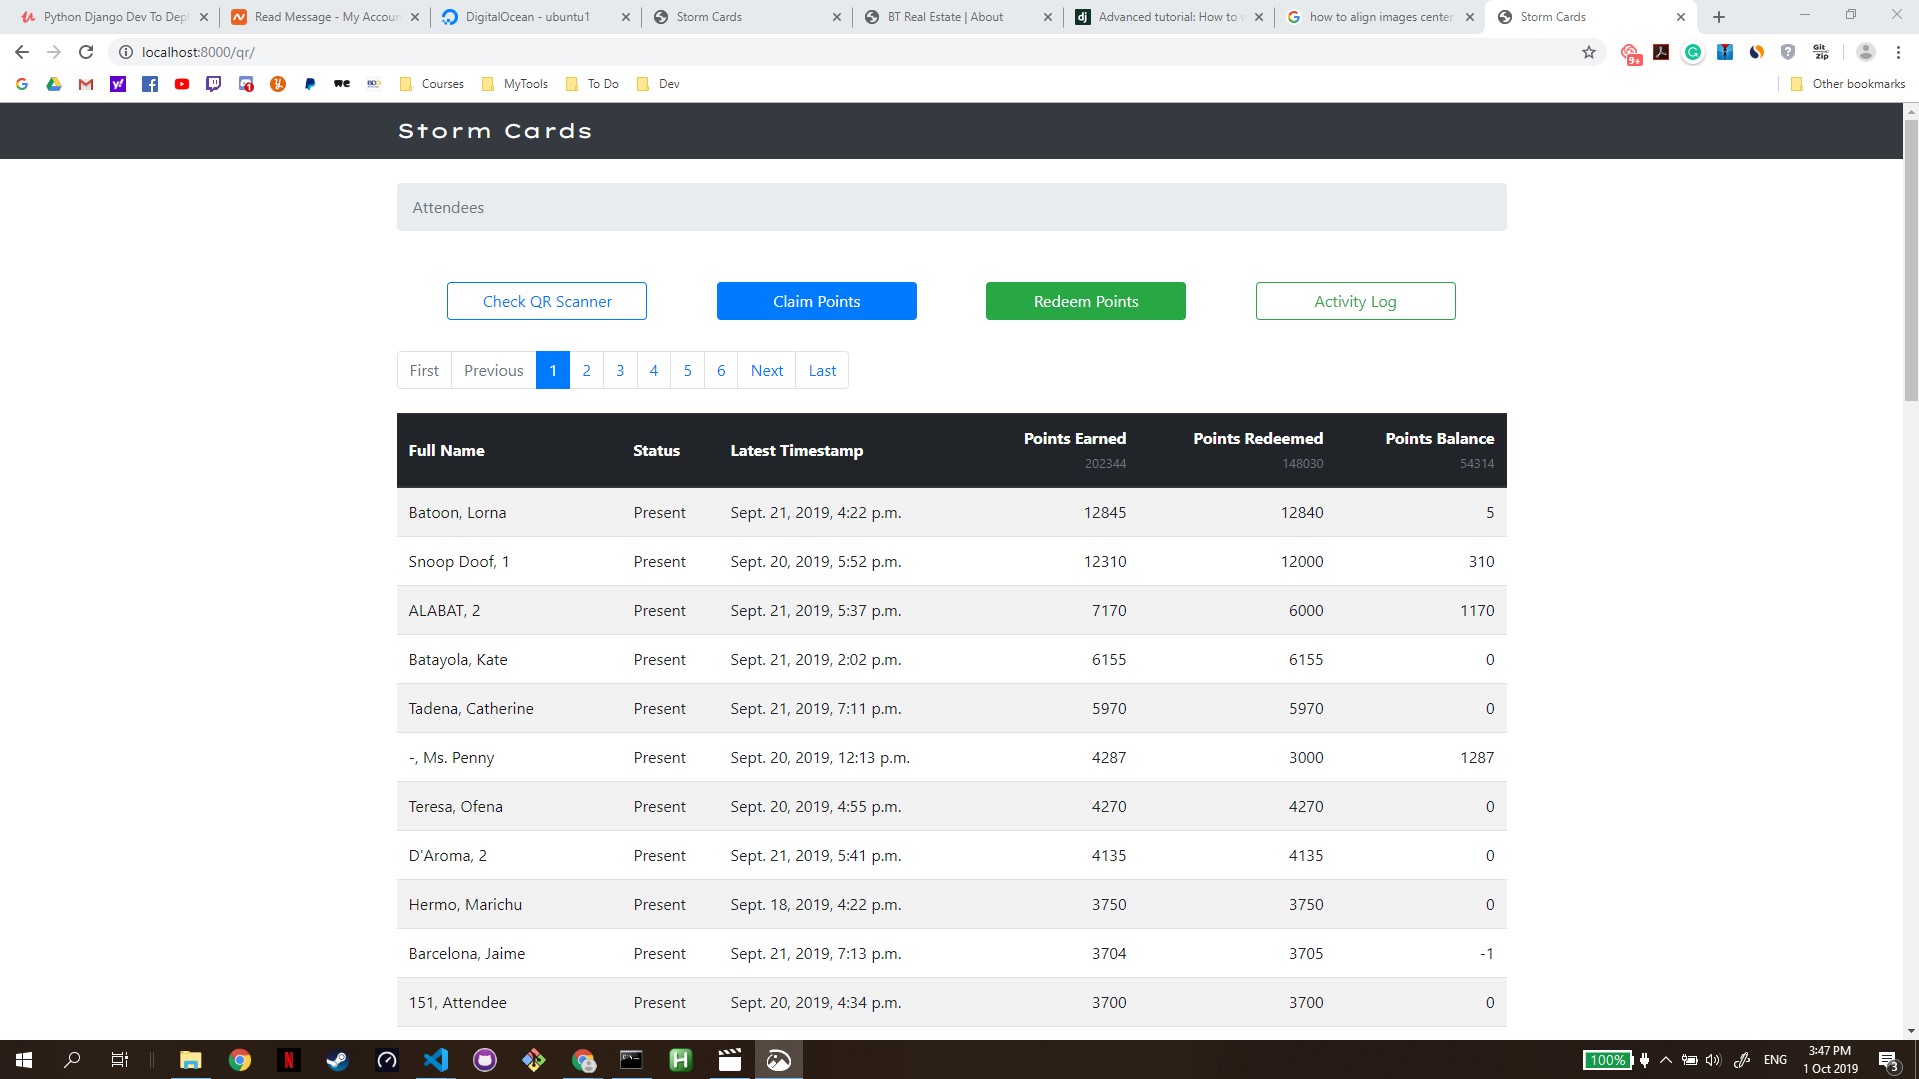 Python Django Dev To Depl
Read Message - My Accoun
DigitalOcean - ubuntu1
Storm Cards
BT Real Estate | About
Advanced tutorial: How to w
how to align images center
Storm Cards
localhost:8000/qr/
9+
Git zip
1
we
BDO
Courses
MyTools
To Do
Dev
Other bookmarks
Storm Cards
Attendees
Check QR Scanner
Claim Points
Redeem Points
Activity Log
First Previous 1 2 3 4 5 6 Next Last
Full Name Status Latest Timestamp Points Earned Points Redeemed Points Balance
202344 148030 54314
Batoon, Lorna Present Sept. 21, 2019, 4:22 p.m. 12845 12840 5
Snoop Doof, 1 Present Sept. 20, 2019, 5:52 p.m. 12310 12000 310
ALABAT, 2 Present Sept. 21, 2019, 5:37 p.m. 7170 6000 1170
Batayola, Kate Present Sept. 21, 2019, 2:02 p.m. 6155 6155 0
Tadena, Catherine Present Sept. 21, 2019, 7:11 p.m. 5970 5970 0
-, Ms. Penny Present Sept. 20, 2019, 12:13 p.m. 4287 3000 1287
Teresa, Ofena Present Sept. 20, 2019, 4:55 p.m. 4270 4270 0
D'Aroma, 2 Present Sept. 21, 2019, 5:41 p.m. 4135 4135 0
Hermo, Marichu Present Sept. 18, 2019, 4:22 p.m. 3750 3750 0
Barcelona, Jaime Present Sept. 21, 2019, 7:13 p.m. 3704 3705 -1
151, Attendee Present Sept. 20, 2019, 4:34 p.m. 3700 3700 0
100%
ENG
3:47 PM
1 Oct 2019
3